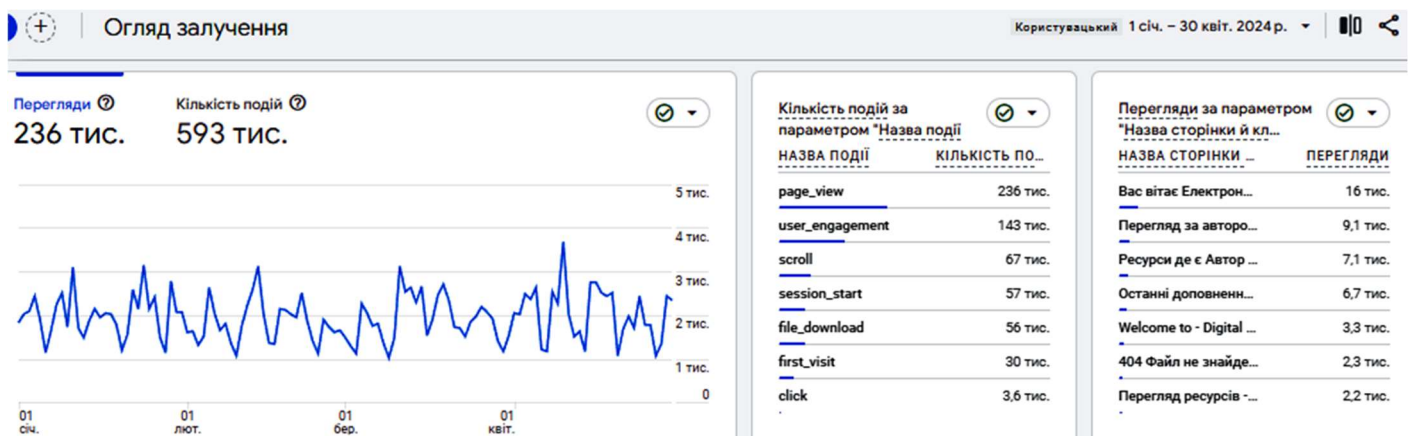 Огляд залучення
Користувацький 1 січ. – 30 квіт. 2024 р.
Перегляди
Кількість подій
236 тис.
593 тис.
5 тис.
4 тис.
3 тис.
2 тис.
1 тис.
0
01 січ.
01 лют.
01 бер.
01 квіт.
Кількість подій за
параметром "Назва події
НАЗВА ПОДІЇ КІЛЬКІСТЬ ПО...
page_view 236 тис.
user_engagement 143 тис.
scroll 67 тис.
session_start 57 тис.
file_download 56 тис.
first_visit 30 тис.
click 3,6 тис.
Перегляди за параметром
"Назва сторінки й кл...
НАЗВА СТОРІНКИ ... ПЕРЕГЛЯДИ
Вас вітає Електрон... 16 тис.
Перегляд за авторо... 9,1 тис.
Ресурси де є Автор ... 7,1 тис.
Останні доповненн... 6,7 тис.
Welcome to - Digital ... 3,3 тис.
404 Файл не знайде... 2,3 тис.
Перегляд ресурсів -... 2,2 тис.